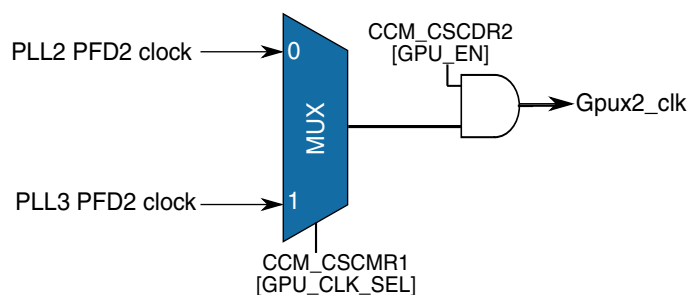 CCM_CSCDR2
[GPU_EN]
PLL2 PFD2 clock
0
Gpux2_clk
MUX
PLL3 PFD2 clock
1
CCM_CSCMR1
[GPU_CLK_SEL]